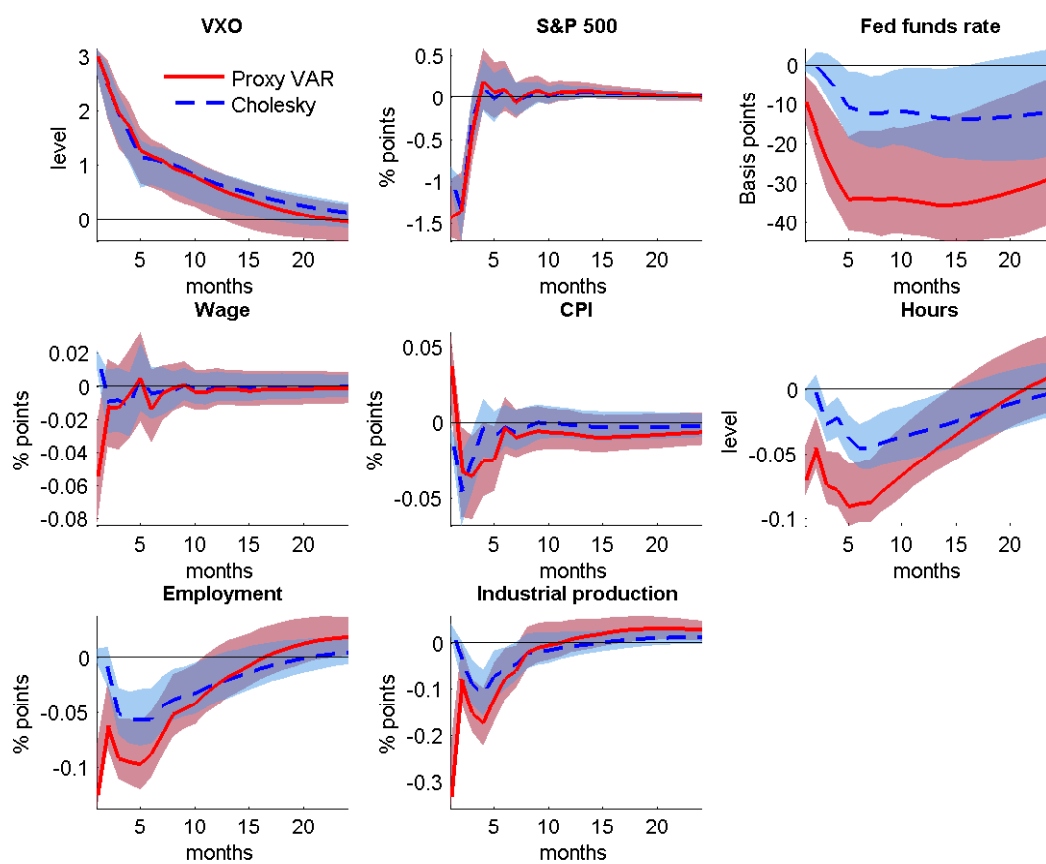 VXO
S&P 500
Fed funds rate
3
2
1
0
level
Proxy VAR
Cholesky
5
10
15
20
months
0.5
0
-0.5
-1
-1.5
% points
5
10
15
20
months
0
-10
-20
-30
-40
Basis points
5
10
15
20
months
Wage
CPI
Hours
0.02
0
-0.02
-0.04
-0.06
-0.08
% points
5
10
15
20
months
0.05
0
-0.05
% points
5
10
15
20
months
0
-0.05
-0.1
level
5
10
15
20
months
Employment
Industrial production
0
-0.05
-0.1
% points
5
10
15
20
months
0
-0.1
-0.2
-0.3
% points
5
10
15
20
months